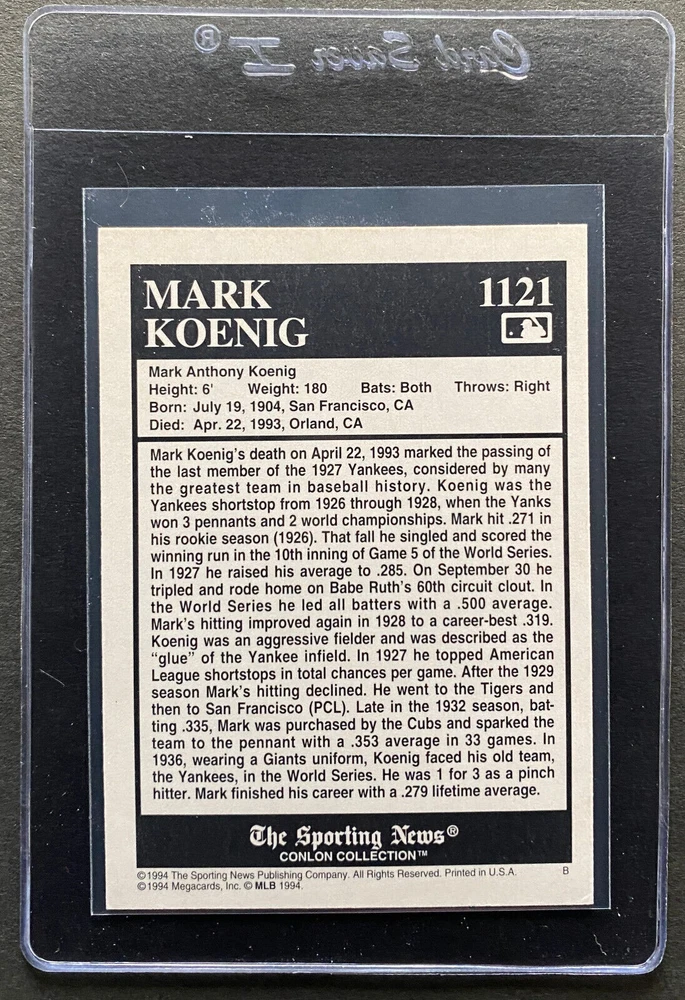 Card Saver I®
MARK
KOENIG
1121
Mark Anthony Koenig
Height: 6' Weight: 180 Bats: Both Throws: Right
Born: July 19, 1904, San Francisco, CA
Died: Apr. 22, 1993, Orland, CA
Mark Koenig's death on April 22, 1993 marked the passing of
the last member of the 1927 Yankees, considered by many
the greatest team in baseball history. Koenig was the
Yankees shortstop from 1926 through 1928, when the Yanks
won 3 pennants and 2 world championships. Mark hit .271 in
his rookie season (1926). That fall he singled and scored the
winning run in the 10th inning of Game 5 of the World Series.
In 1927 he raised his average to .285. On September 30 he
tripled and rode home on Babe Ruth's 60th circuit clout. In
the World Series he led all batters with a .500 average.
Mark's hitting improved again in 1928 to a career-best .319.
Koenig was an aggressive fielder and was described as the
"glue" of the Yankee infield. In 1927 he topped American
League shortstops in total chances per game. After the 1929
season Mark's hitting declined. He went to the Tigers and
then to San Francisco (PCL). Late in the 1932 season, bat-
ting .335, Mark was purchased by the Cubs and sparked the
team to the pennant with a .353 average in 33 games. In
1936, wearing a Giants uniform, Koenig faced his old team,
the Yankees, in the World Series. He was 1 for 3 as a pinch
hitter. Mark finished his career with a .279 lifetime average.
The Sporting News®
CONLON COLLECTION™
©1994 The Sporting News Publishing Company. All Rights Reserved. Printed in U.S.A. B
©1994 Megacards, Inc. © MLB 1994.